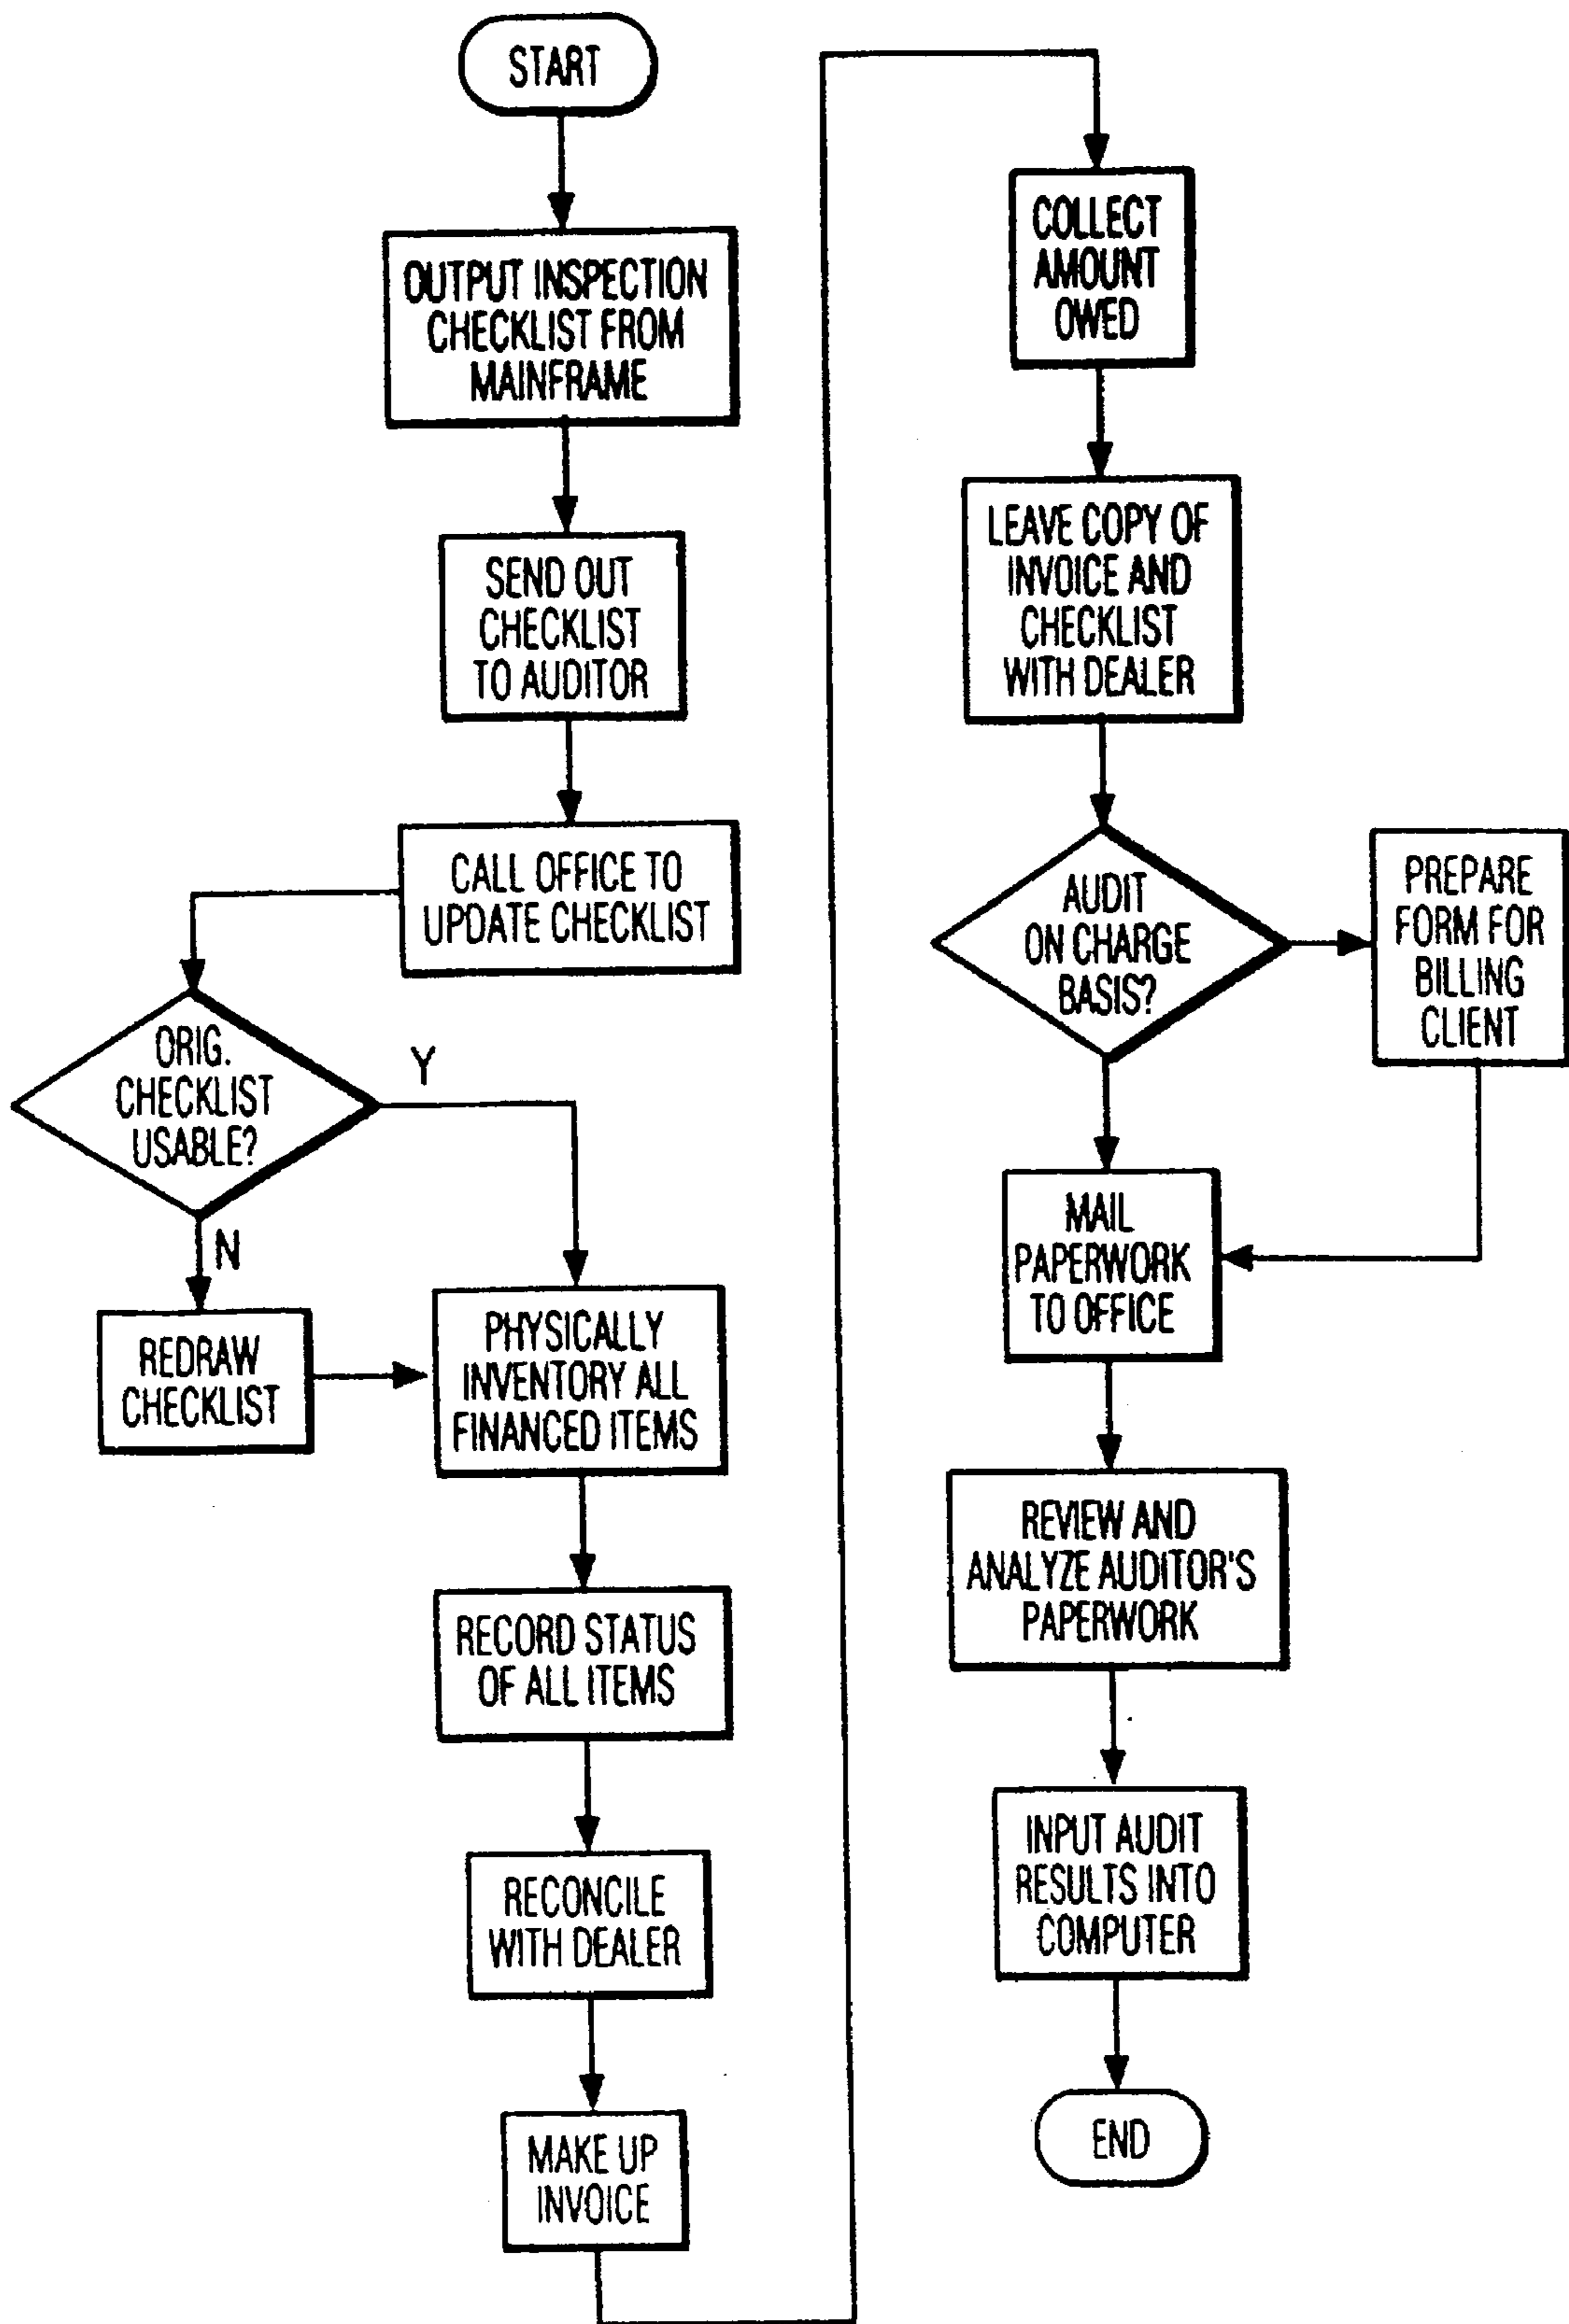 START
OUTPUT INSPECTION
CHECKLIST FROM
MAINFRAME
SEND OUT
CHECKLIST
TO AUDITOR
CALL OFFICE TO
UPDATE CHECKLIST
ORIG.
CHECKLIST
USABLE?
Y
N
REDRAW
CHECKLIST
PHYSICALLY
INVENTORY ALL
FINANCED ITEMS
RECORD STATUS
OF ALL ITEMS
RECONCILE
WITH DEALER
MAKE UP
INVOICE
COLLECT
AMOUNT
OWED
LEAVE COPY OF
INVOICE AND
CHECKLIST
WITH DEALER
AUDIT
ON CHARGE
BASIS?
PREPARE
FORM FOR
BILLING
CLIENT
MAIL
PAPERWORK
TO OFFICE
REVIEW AND
ANALYZE AUDITOR'S
PAPERWORK
INPUT AUDIT
RESULTS INTO
COMPUTER
END